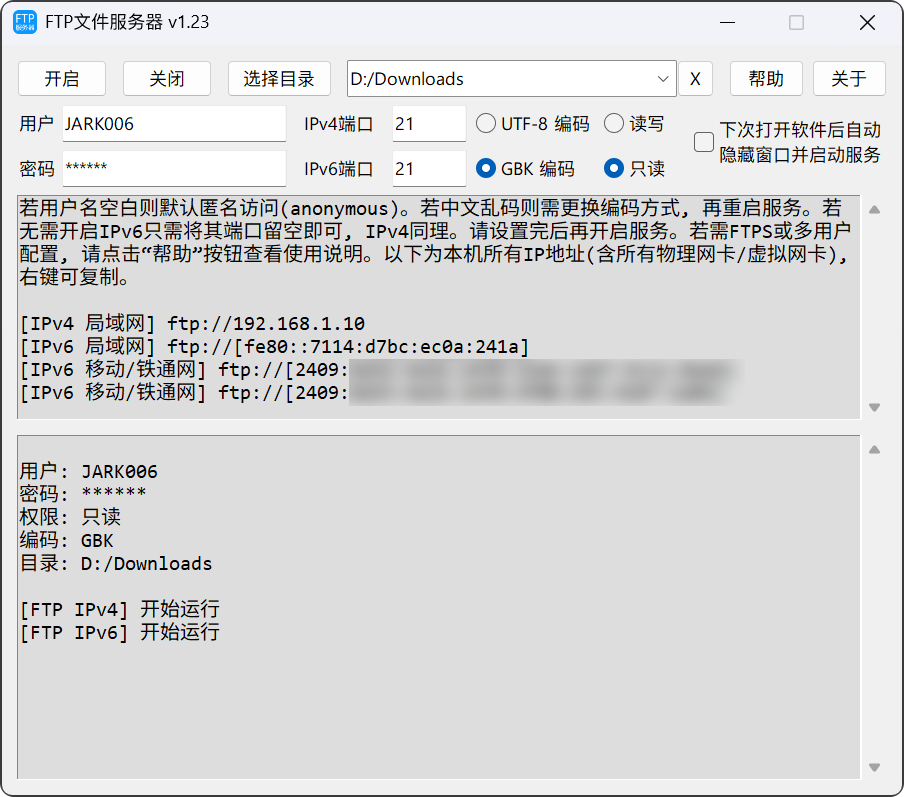 FTP
服务器
FTP文件服务器 v1.23
开启 关闭 选择目录 D:/Downloads X 帮助 关于
用户 JARK006 IPv4端口 21 UTF-8 编码 读写
下次打开软件后自动
隐藏窗口并启动服务
密码 ****** IPv6端口 21 GBK 编码 只读
若用户名空白则默认匿名访问(anonymous)。若中文乱码则需更换编码方式, 再重启服务。若
无需开启IPv6只需将其端口留空即可, IPv4同理。请设置完后再开启服务。若需FTPS或多用户
配置, 请点击“帮助”按钮查看使用说明。以下为本机所有IP地址(含所有物理网卡/虚拟网卡),
右键可复制。
[IPv4 局域网] ftp://192.168.1.10
[IPv6 局域网] ftp://[fe80::7114:d7bc:ec0a:241a]
[IPv6 移动/铁通网] ftp://[2409:
[IPv6 移动/铁通网] ftp://[2409:
用户: JARK006
密码: ******
权限: 只读
编码: GBK
目录: D:/Downloads
[FTP IPv4] 开始运行
[FTP IPv6] 开始运行